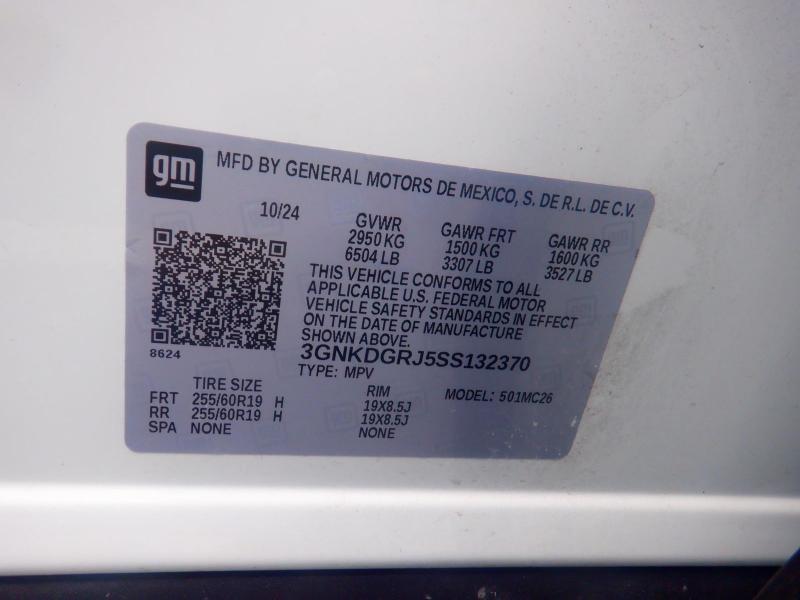 gm
MFD BY GENERAL MOTORS DE MEXICO, S. DE R.L. DE C.V.
10/24
GVWR
2950 KG
6504 LB
GAWR FRT
1500 KG
3307 LB
GAWR RR
1600 KG
3527 LB
THIS VEHICLE CONFORMS TO ALL
APPLICABLE U.S. FEDERAL MOTOR
VEHICLE SAFETY STANDARDS IN EFFECT
ON THE DATE OF MANUFACTURE
SHOWN ABOVE.
8624
3GNKDGRJ5SS132370
TYPE: MPV
MODEL: 501MC26
TIRE SIZE
RIM
FRT 255/60R19 H 19X8.5J
RR 255/60R19 H 19X8.5J
SPA NONE NONE